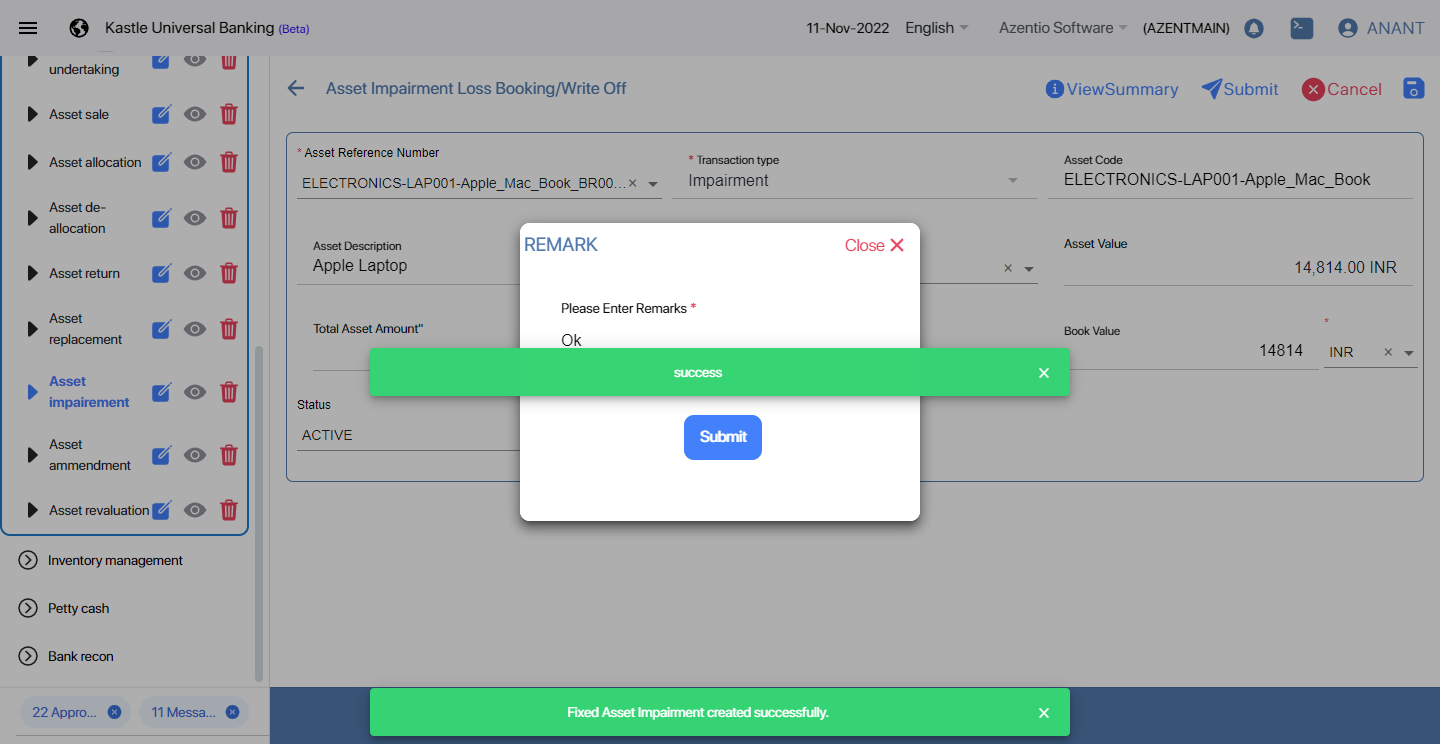 Kastle Universal Banking (Beta)
11-Nov-2022 English Azentio Software (AZENTMAIN) ANANT
undertaking
Asset sale
Asset allocation
Asset de-
allocation
Asset return
Asset
replacement
Asset
impairement
Asset
ammendment
Asset revaluation
Inventory management
Petty cash
Bank recon
22 Appro...
11 Messa...
Asset Impairment Loss Booking/Write Off
ViewSummary Submit Cancel
* Asset Reference Number
ELECTRONICS-LAP001-Apple_Mac_Book_BR00...
* Transaction type
Impairment
Asset Code
ELECTRONICS-LAP001-Apple_Mac_Book
Asset Description
Apple Laptop
Asset Value
14,814.00 INR
Total Asset Amount"
Book Value
14814
*
INR
Status
ACTIVE
REMARK
Close
Please Enter Remarks *
Ok
success
Submit
Fixed Asset Impairment created successfully.